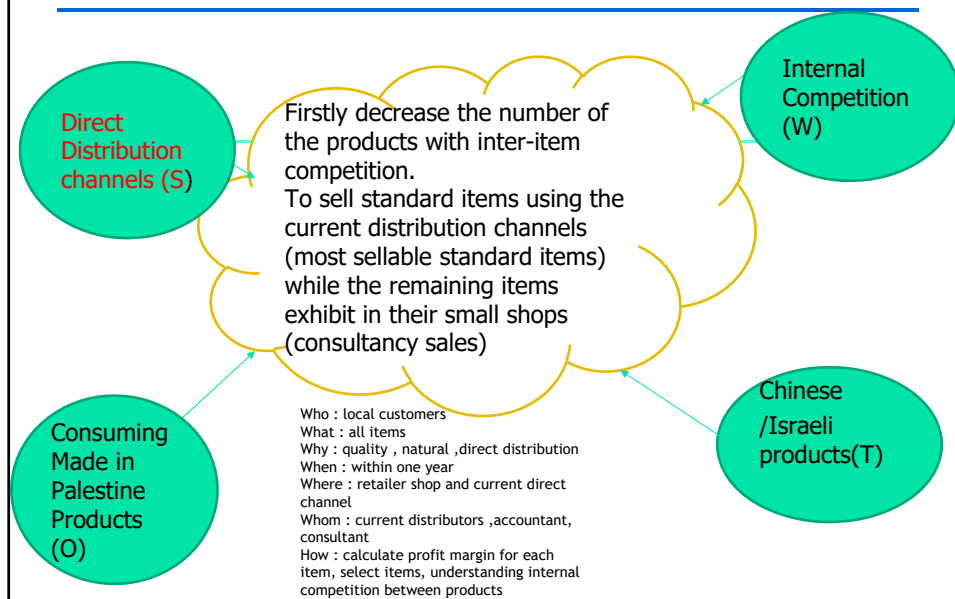 Direct
Distribution
channels (S)
Firstly decrease the number of
the products with inter-item
competition.
To sell standard items using the
current distribution channels
(most sellable standard items)
while the remaining items
exhibit in their small shops
(consultancy sales)
Internal
Competition
(W)
Consuming
Made in
Palestine
Products
(O)
Chinese
/Israeli
products(T)
Who : local customers
What : all items
Why : quality , natural ,direct distribution
When : within one year
Where : retailer shop and current direct
channel
Whom : current distributors ,accountant,
consultant
How : calculate profit margin for each
item, select items, understanding internal
competition between products